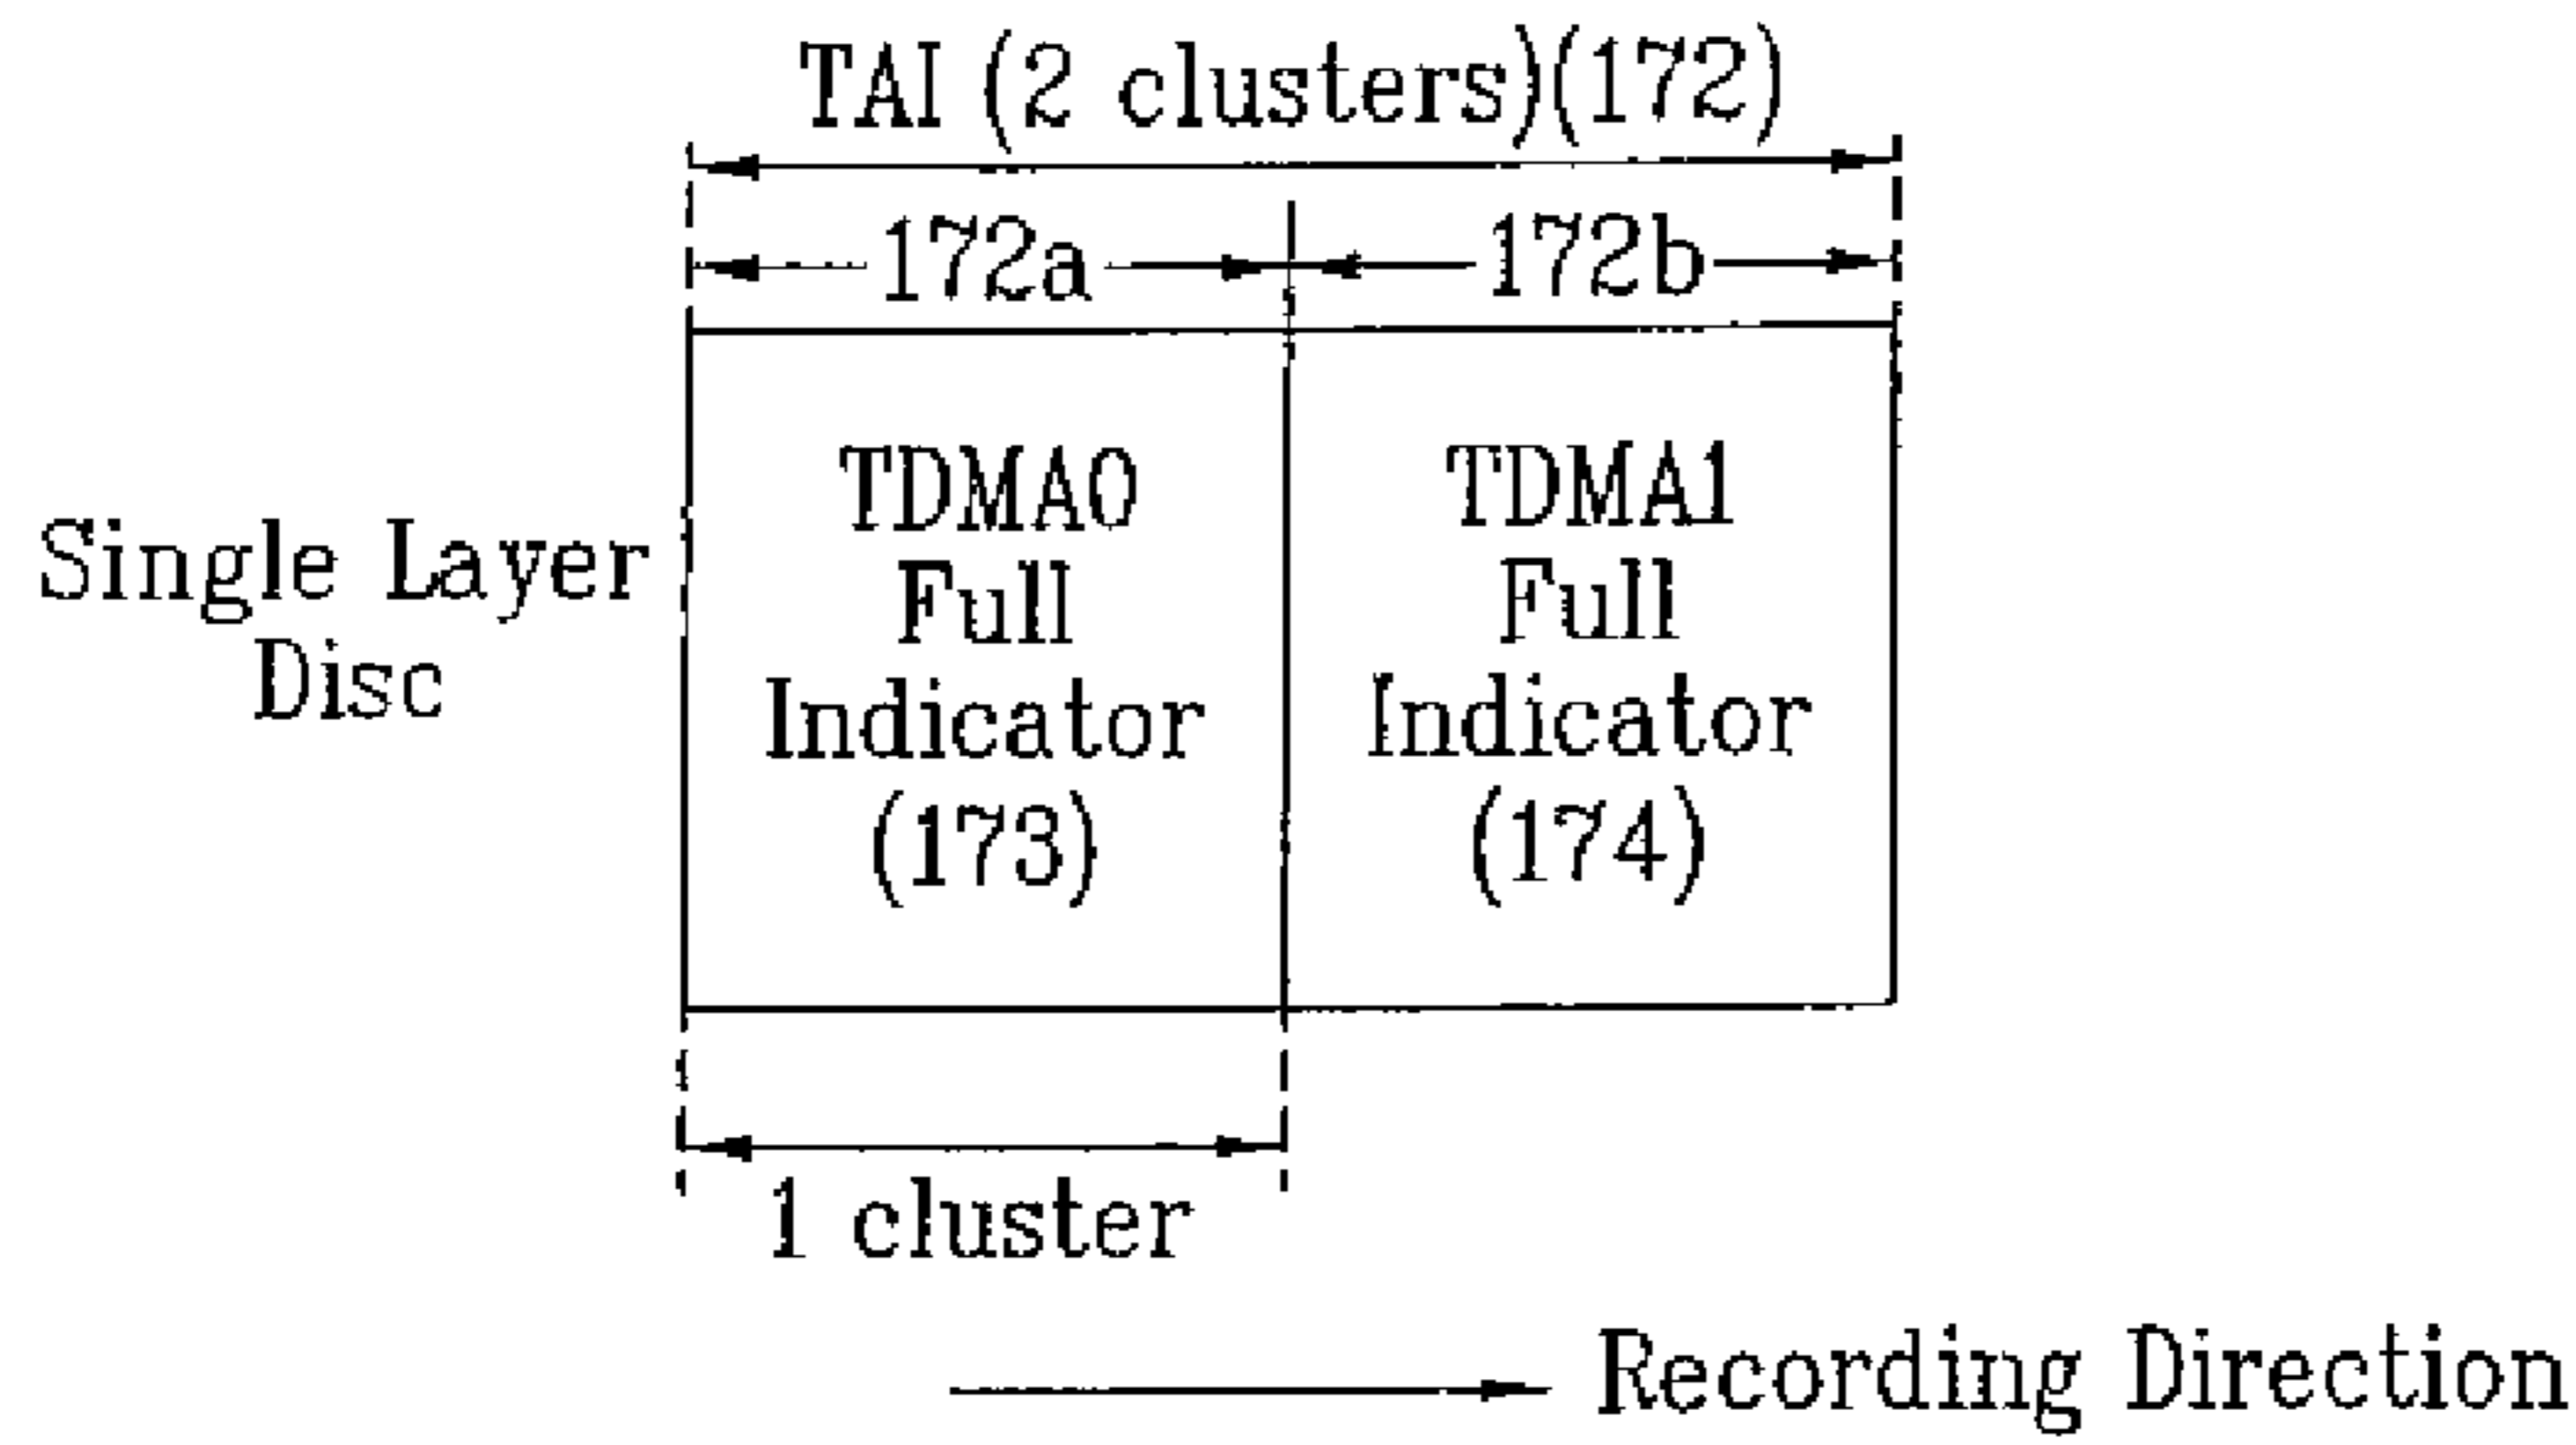 TAI (2 clusters)(172)
172a
172b
Single Layer
Disc
TDMA0
Full
Indicator
(173)
TDMA1
Full
Indicator
(174)
1 cluster
Recording Direction